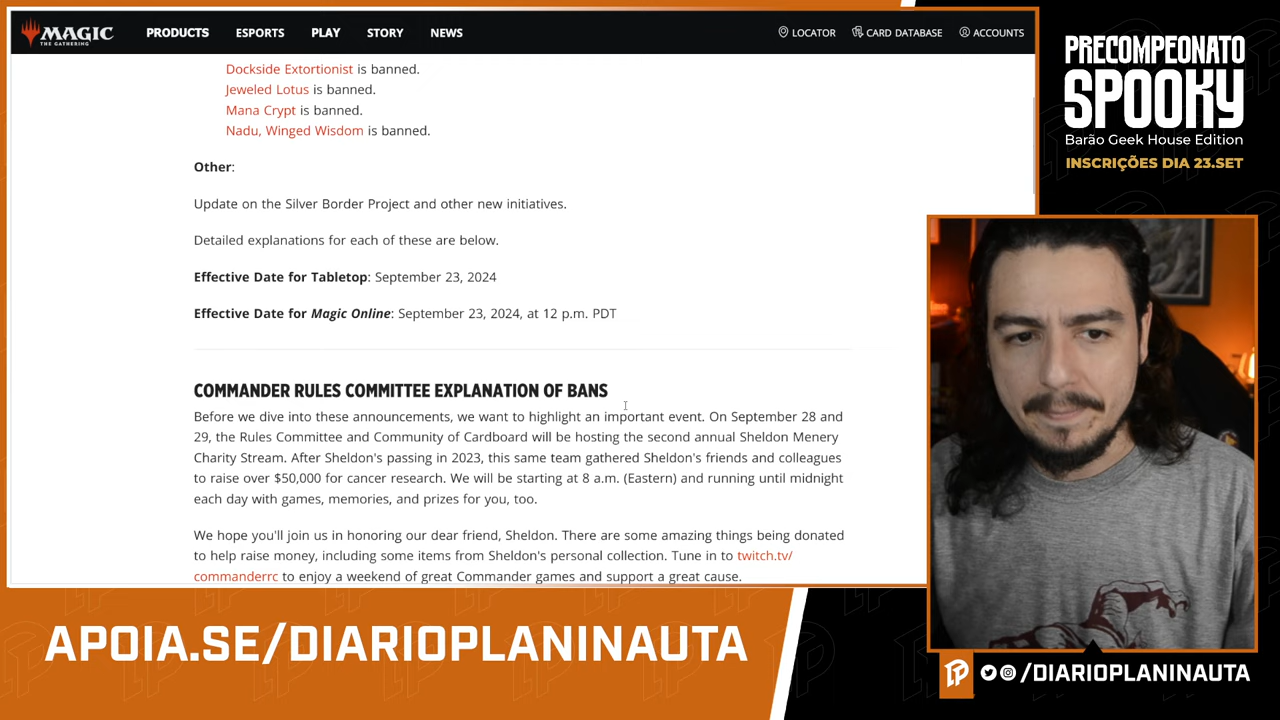 MAGIC
THE GATHERING
PRODUCTS
ESPORTS
PLAY
STORY
NEWS
LOCATOR
CARD DATABASE
ACCOUNTS
Dockside Extortionist is banned.
Jeweled Lotus is banned.
Mana Crypt is banned.
Nadu, Winged Wisdom is banned.
Other:
Update on the Silver Border Project and other new initiatives.
Detailed explanations for each of these are below.
Effective Date for Tabletop: September 23, 2024
Effective Date for Magic Online: September 23, 2024, at 12 p.m. PDT
COMMANDER RULES COMMITTEE EXPLANATION OF BANS
Before we dive into these announcements, we want to highlight an important event. On September 28 and
29, the Rules Committee and Community of Cardboard will be hosting the second annual Sheldon Menery
Charity Stream. After Sheldon's passing in 2023, this same team gathered Sheldon's friends and colleagues
to raise over $50,000 for cancer research. We will be starting at 8 a.m. (Eastern) and running until midnight
each day with games, memories, and prizes for you, too.
We hope you'll join us in honoring our dear friend, Sheldon. There are some amazing things being donated
to help raise money, including some items from Sheldon's personal collection. Tune in to twitch.tv/
commanderrc to enjoy a weekend of great Commander games and support a great cause.
PRECOMPEONATO
SPOOKY
Barão Geek House Edition
INSCRIÇÕES DIA 23.SET
APOIA.SE/DIARIOPLANINAUTA
/DIARIOPLANINAUTA